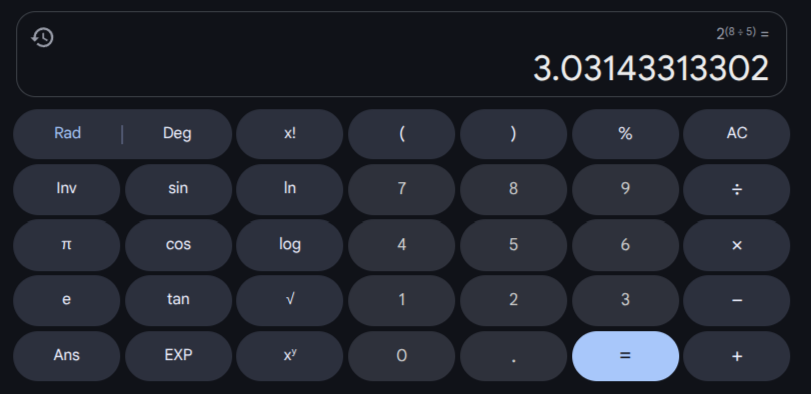 2(8 ÷ 5) =
3.03143313302
Rad | Deg x! ( ) % AC
Inv sin ln 7 8 9 ÷
π cos log 4 5 6 ×
e tan √ 1 2 3 −
Ans EXP xʸ 0 . = +